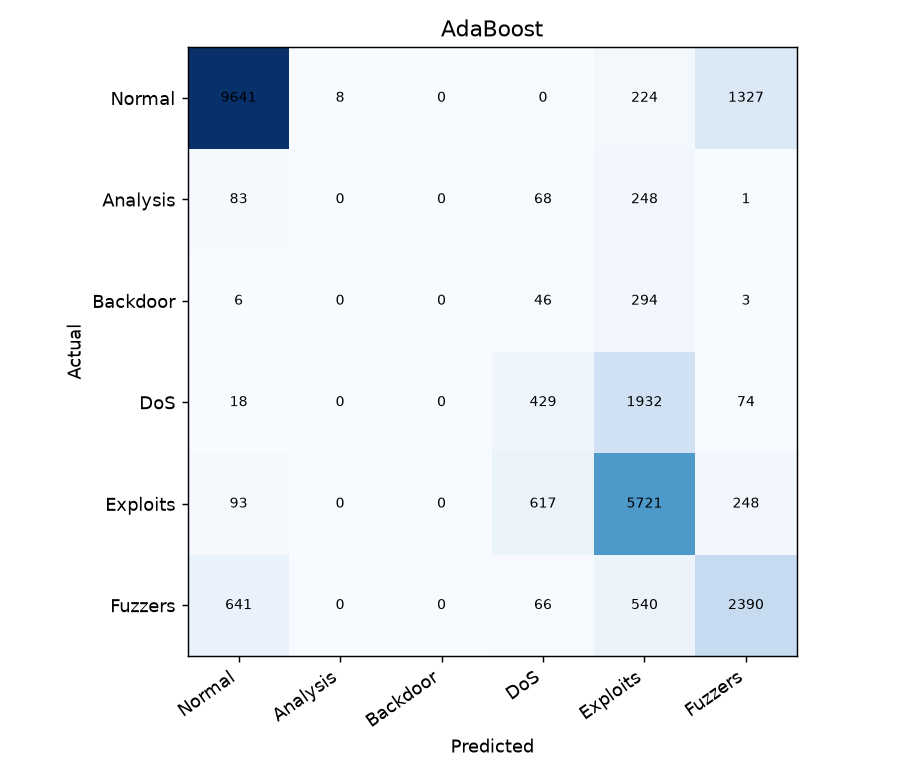 AdaBoost
Normal 9641 8 0 0 224 1327
Analysis 83 0 0 68 248 1
Backdoor 6 0 0 46 294 3
DoS 18 0 0 429 1932 74
Exploits 93 0 0 617 5721 248
Fuzzers 641 0 0 66 540 2390
Actual
Normal Analysis Backdoor DoS Exploits Fuzzers
Predicted